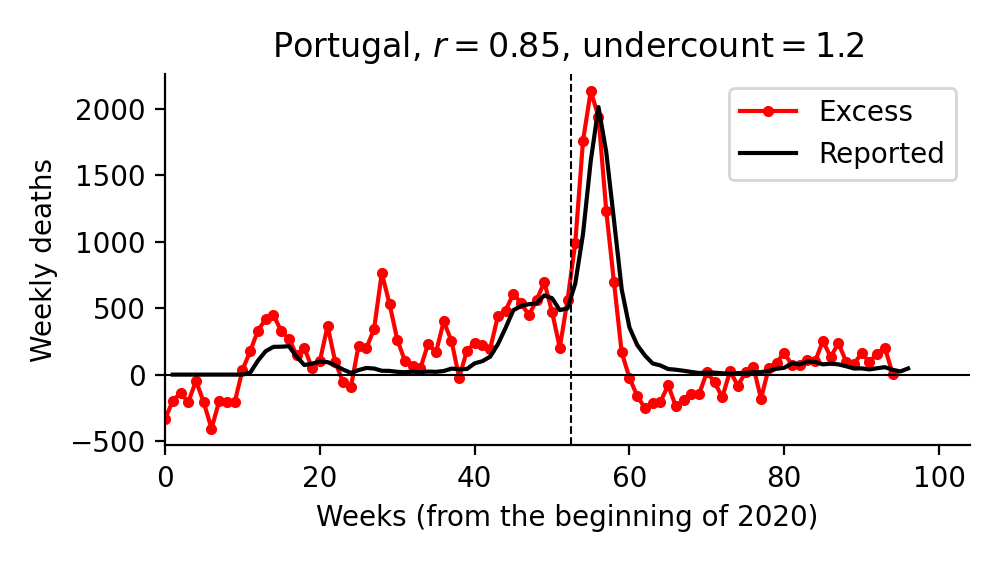 Portugal, r = 0.85, undercount = 1.2
Excess
Reported
Weekly deaths
2000
1500
1000
500
0
−500
0 20 40 60 80 100
Weeks (from the beginning of 2020)